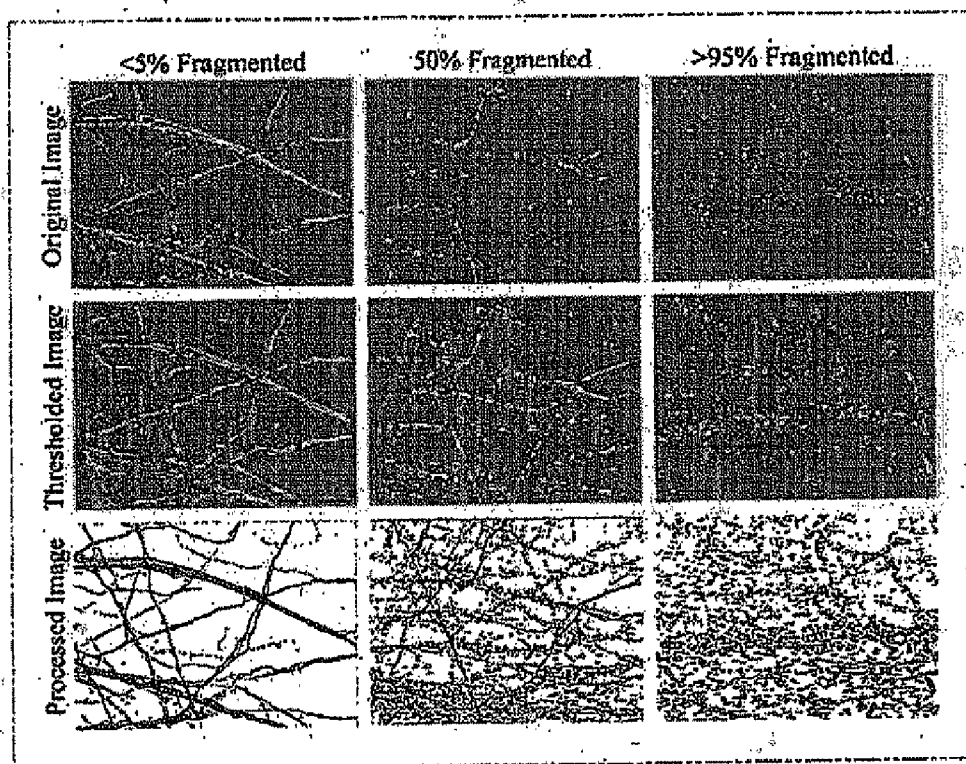 <5% Fragmented
50% Fragmented
>95% Fragmented
Original Image
Thresholded Image
Processed Image